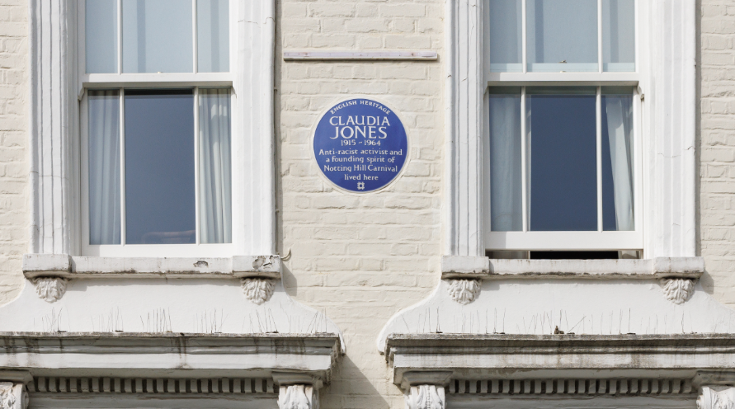 ENGLISH HERITAGE
CLAUDIA
JONES
1915-1964
Anti-racist activist and
a founding spirit of
Notting Hill Carnival
lived here